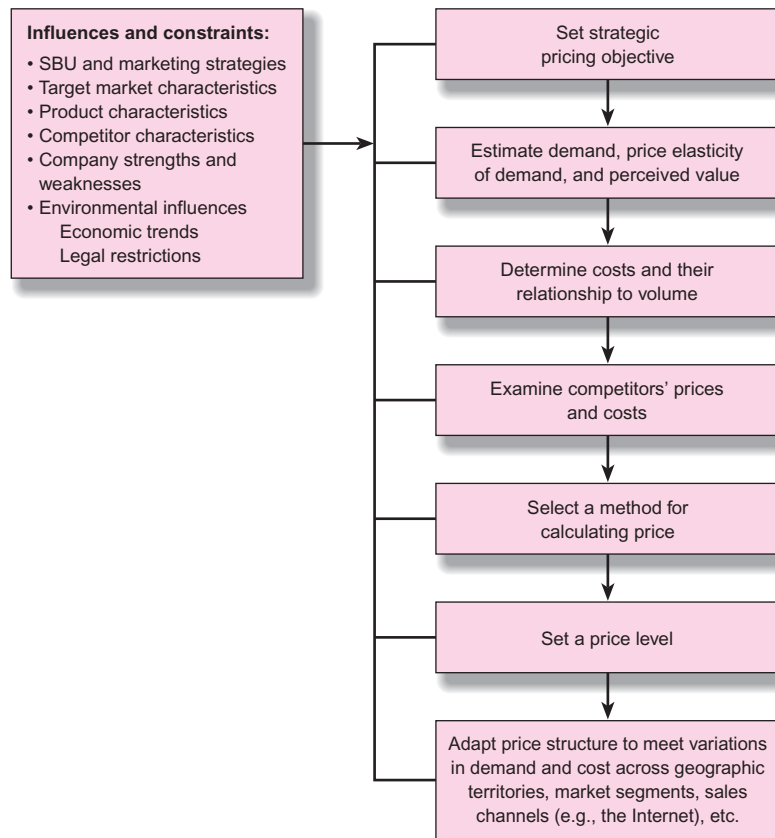 Influences and constraints:
• SBU and marketing strategies
• Target market characteristics
• Product characteristics
• Competitor characteristics
• Company strengths and
weaknesses
• Environmental influences
Economic trends
Legal restrictions
Set strategic
pricing objective
Estimate demand, price elasticity
of demand, and perceived value
Determine costs and their
relationship to volume
Examine competitors’ prices
and costs
Select a method for
calculating price
Set a price level
Adapt price structure to meet variations
in demand and cost across geographic
territories, market segments, sales
channels (e.g., the Internet), etc.